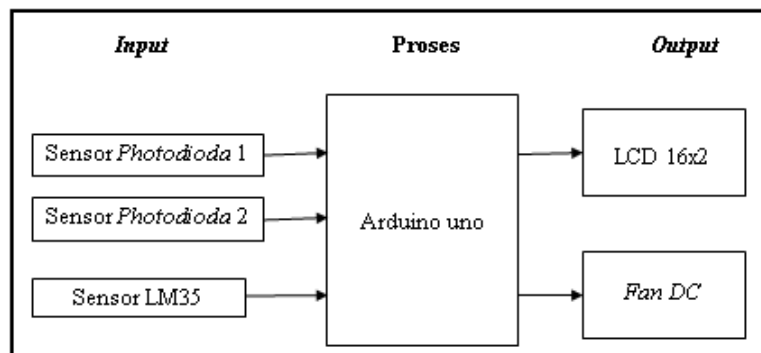 Input Proses Output
Sensor Photodioda 1
Sensor Photodioda 2
Sensor LM35
Arduino uno
LCD 16x2
Fan DC